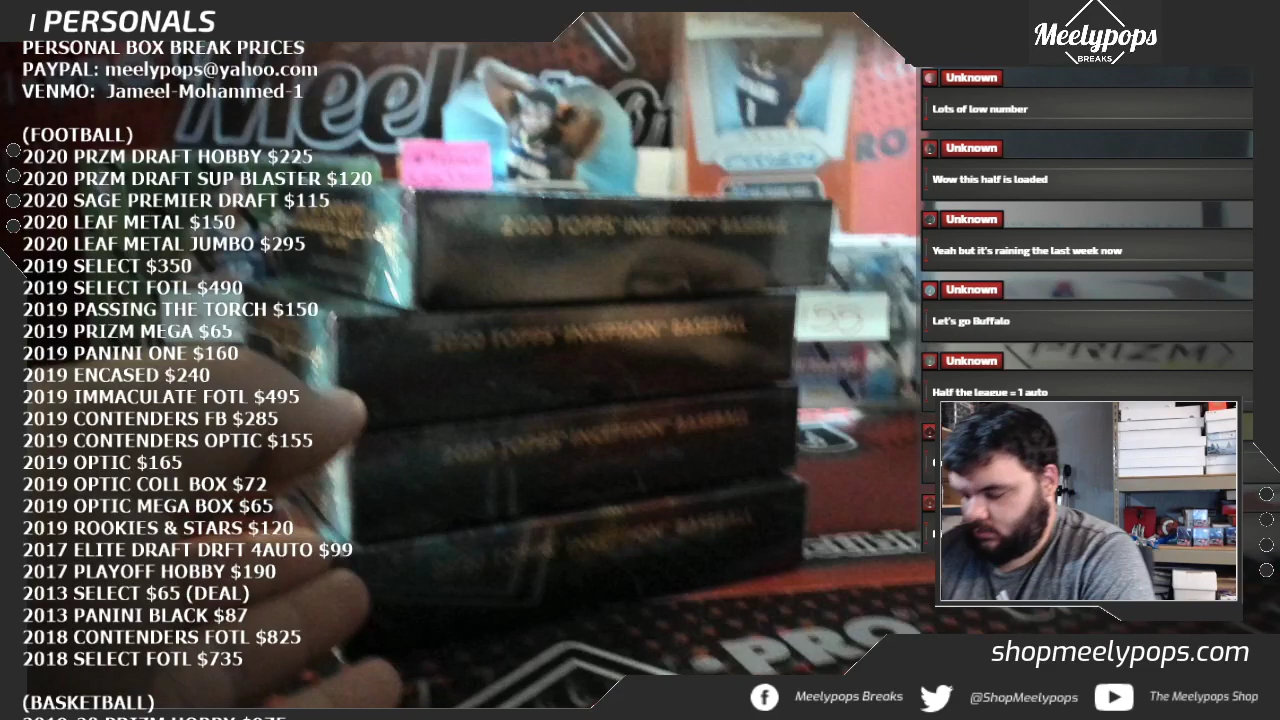 PERSONALS
PERSONAL BOX BREAK PRICES
PAYPAL: meelypops@yahoo.com
VENMO: Jameel-Mohammed-1
(FOOTBALL)
2020 PRZM DRAFT HOBBY $225
2020 PRZM DRAFT SUP BLASTER $120
2020 SAGE PREMIER DRAFT $115
2020 LEAF METAL $150
2020 LEAF METAL JUMBO $295
2019 SELECT $350
2019 SELECT FOTL $490
2019 PASSING THE TORCH $150
2019 PRIZM MEGA $65
2019 PANINI ONE $160
2019 ENCASED $240
2019 IMMACULATE FOTL $495
2019 CONTENDERS FB $285
2019 CONTENDERS OPTIC $155
2019 OPTIC $165
2019 OPTIC COLL BOX $72
2019 OPTIC MEGA BOX $65
2019 ROOKIES & STARS $120
2017 ELITE DRAFT DRFT 4AUTO $99
2017 PLAYOFF HOBBY $190
2013 SELECT $65 (DEAL)
2013 PANINI BLACK $87
2018 CONTENDERS FOTL $825
2018 SELECT FOTL $735
(BASKETBALL)
Meel
PRO
2020 TOPPS INCEPTION BASEBALL
2020 TOPPS INCEPTION BASEBALL
2020 TOPPS INCEPTION BASEBALL
PRO
Meelypops
BREAKS
Unknown
Lots of low number
Unknown
Wow this half is loaded
Unknown
Yeah but it's raining the last week now
Unknown
Let's go Buffalo
(PRIZM)
Unknown
Half the league = 1 auto
shopmeelypops.com
Meelypops Breaks
@ShopMeelypops
The Meelypops Shop